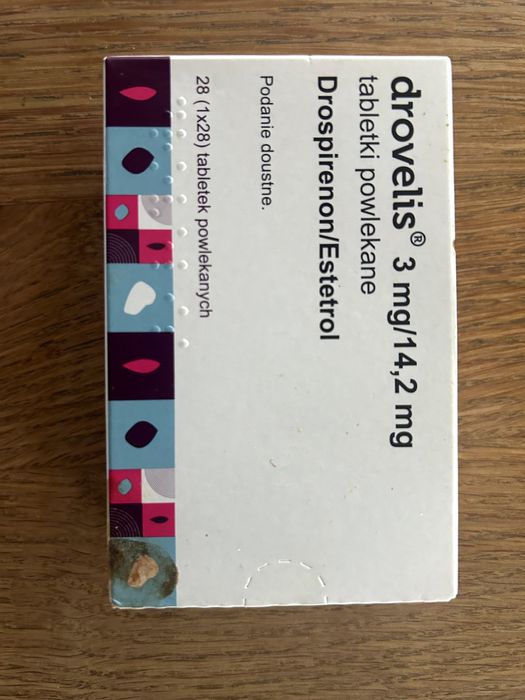 drovelis® 3 mg/14,2 mg
tabletki powlekane
Drospirenon/Estetrol
Podanie doustne.
28 (1x28) tabletek powlekanych